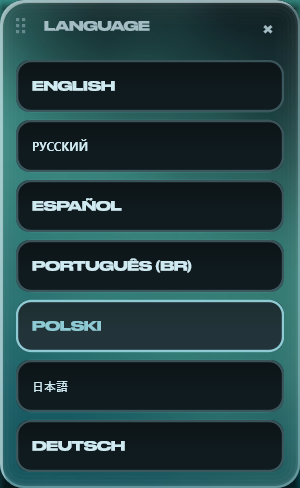 LANGUAGE
ENGLISH
РУССКИЙ
ESPAÑOL
PORTUGUÊS (BR)
POLSKI
日本語
DEUTSCH